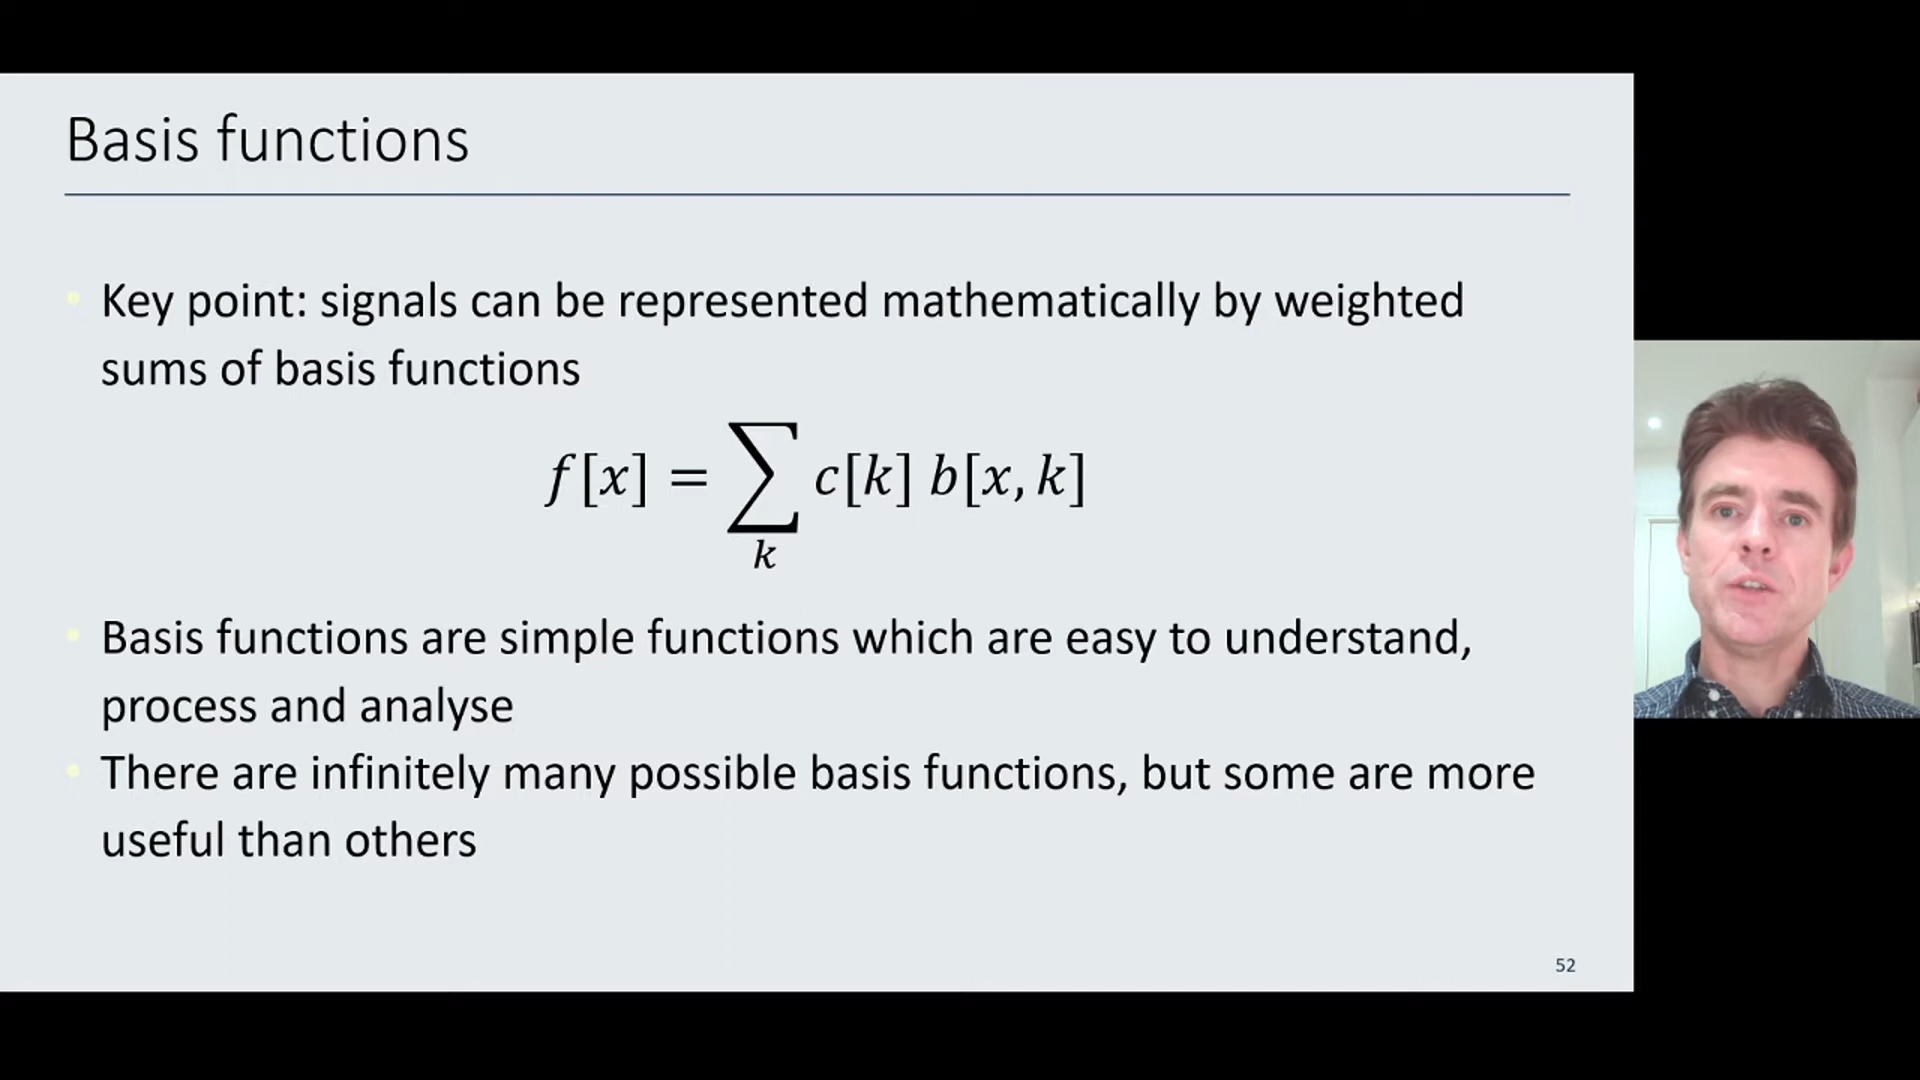 Basis functions
• Key point: signals can be represented mathematically by weighted
sums of basis functions
f[x] = ∑ c[k] b[x, k]
k
• Basis functions are simple functions which are easy to understand,
process and analyse
• There are infinitely many possible basis functions, but some are more
useful than others
52